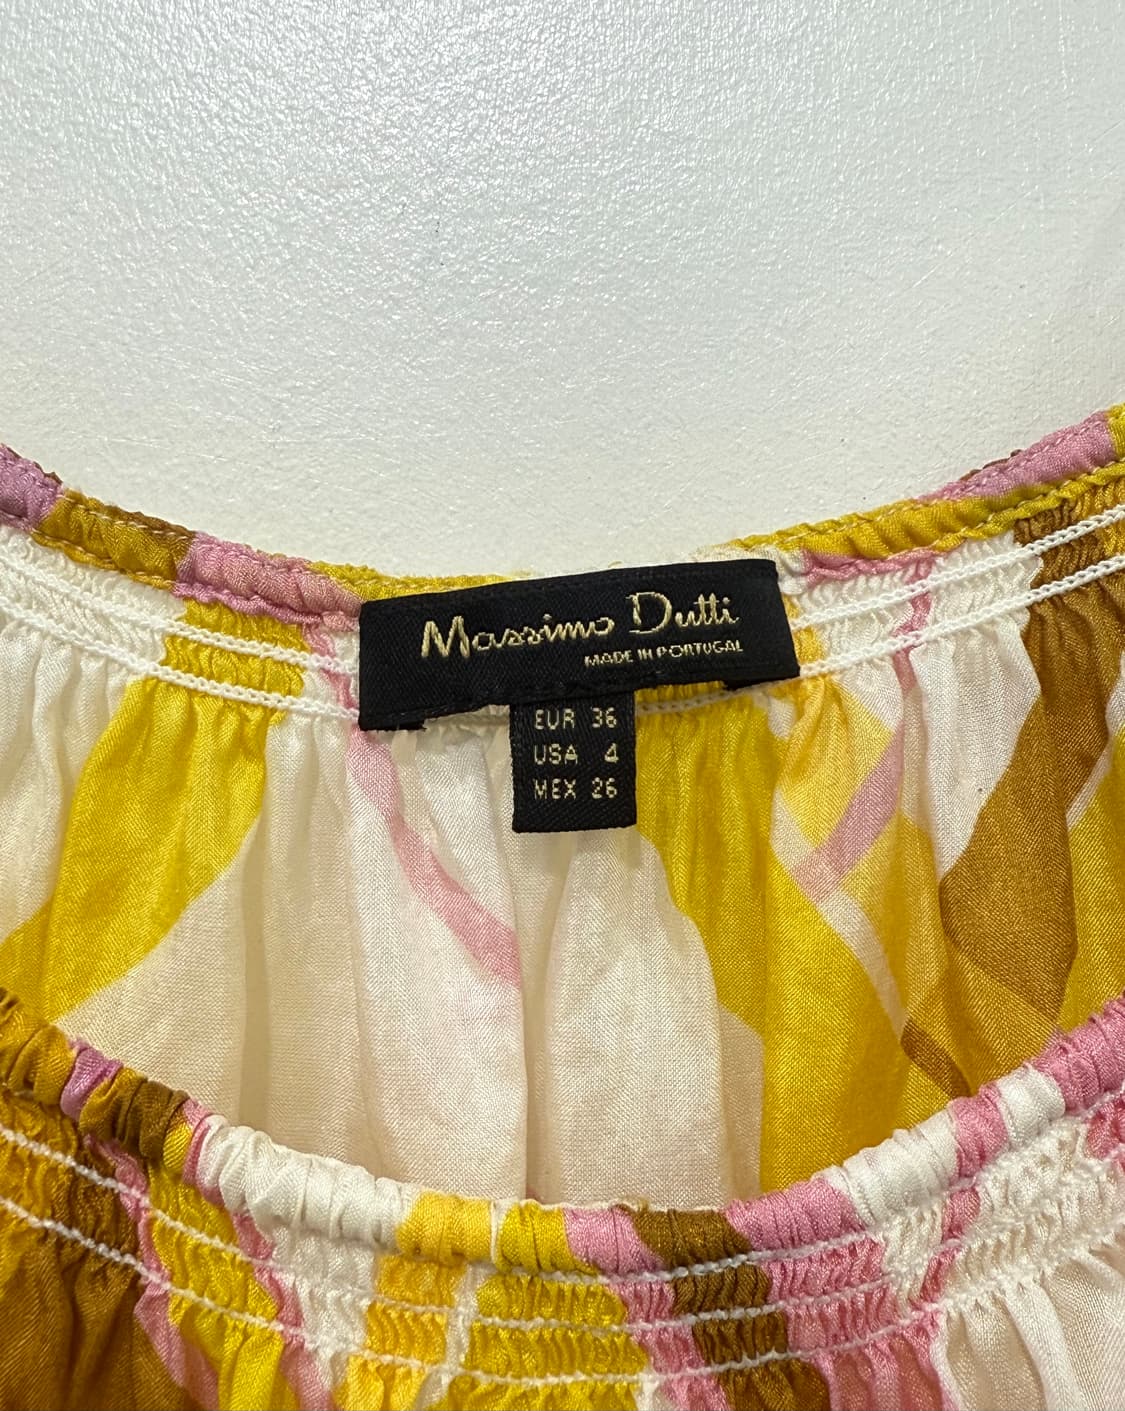 Massimo Dutti
MADE IN PORTUGAL
EUR 36
USA 4
MEX 26